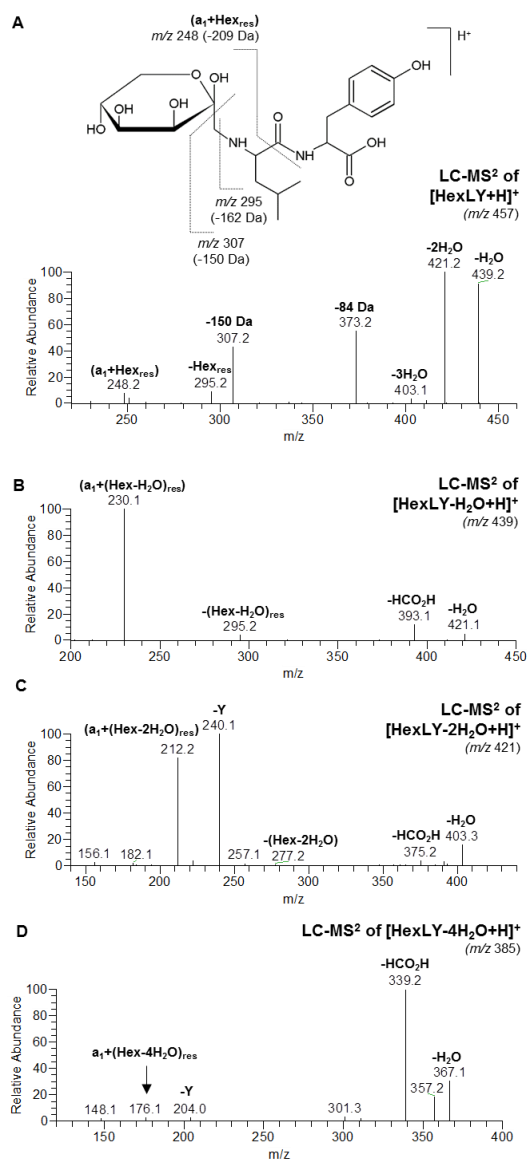 A
(a₁+Hexres)
m/z 248 (-209 Da)
H⁺
OH
O
OH
HO
OH
OH
HN
O
NH
OH
O
m/z 295
(-162 Da)
m/z 307
(-150 Da)
LC-MS² of
[HexLY+H]⁺
(m/z 457)
-2H₂O
421.2
-H₂O
439.2
-84 Da
373.2
-150 Da
307.2
-3H₂O
403.1
-Hexres
295.2
(a₁+Hexres)
248.2
Relative Abundance
100
80
60
40
20
0
250 300 350 400 450
m/z
B
(a₁+(Hex-H₂O)res)
230.1
LC-MS² of
[HexLY-H₂O+H]⁺
(m/z 439)
-(Hex-H₂O)res
295.2
-HCO₂H
393.1
-H₂O
421.1
Relative Abundance
100
80
60
40
20
0
200 250 300 350 400 450
m/z
C
-Y
240.1
(a₁+(Hex-2H₂O)res)
212.2
LC-MS² of
[HexLY-2H₂O+H]⁺
(m/z 421)
156.1
182.1
257.1
-(Hex-2H₂O)
277.2
-HCO₂H
375.2
-H₂O
403.3
Relative Abundance
100
80
60
40
20
0
150 200 250 300 350 400 450
m/z
D
LC-MS² of [HexLY-4H₂O+H]⁺
(m/z 385)
-HCO₂H
339.2
a₁+(Hex-4H₂O)res
148.1
176.1
-Y
204.0
301.3
357.2
-H₂O
367.1
Relative Abundance
100
80
60
40
20
0
150 200 250 300 350 400
m/z